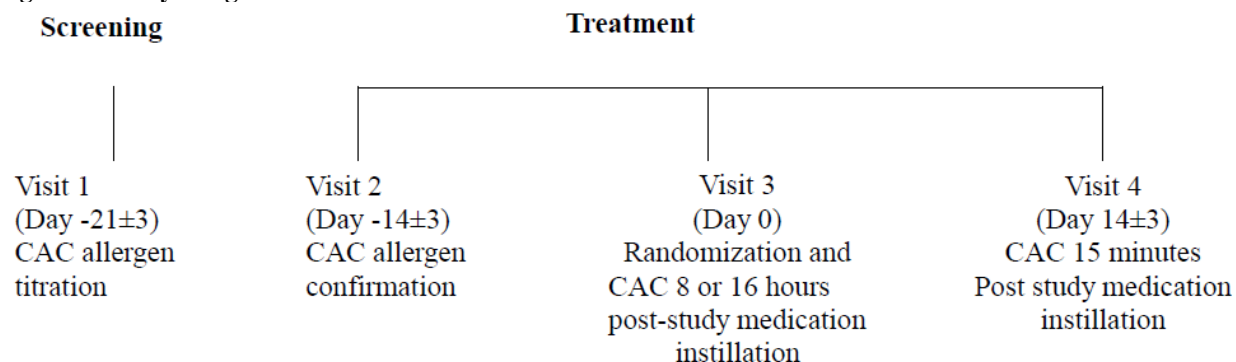 Screening
Treatment
Visit 1
(Day -21±3)
CAC allergen
titration
Visit 2
(Day -14±3)
CAC allergen
confirmation
Visit 3
(Day 0)
Randomization and
CAC 8 or 16 hours
post-study medication
instillation
Visit 4
(Day 14±3)
CAC 15 minutes
Post study medication
instillation